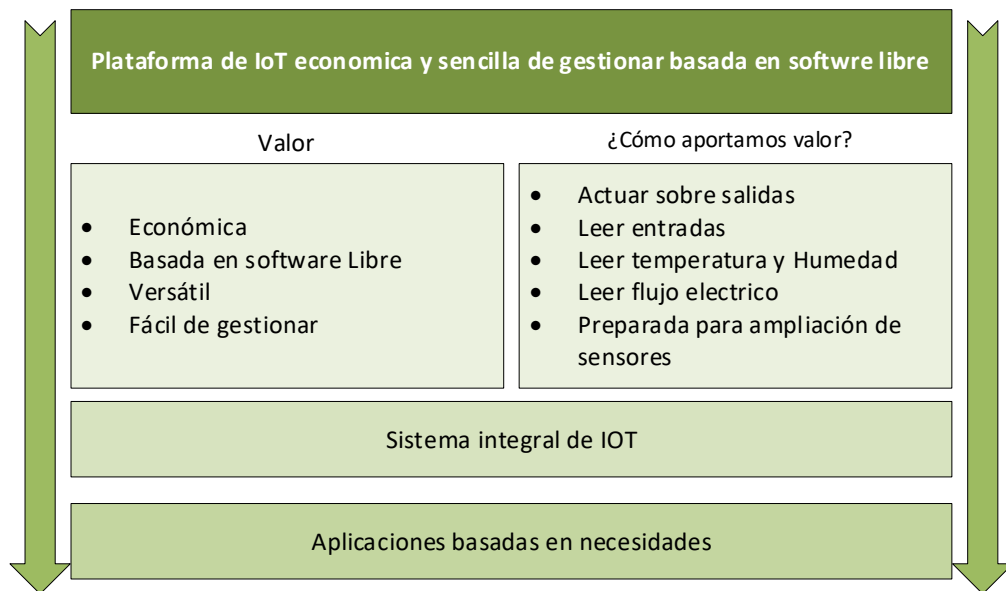 Plataforma de IoT economica y sencilla de gestionar basada en softwre libre
Valor
• Económica
• Basada en software Libre
• Versátil
• Fácil de gestionar
¿Cómo aportamos valor?
• Actuar sobre salidas
• Leer entradas
• Leer temperatura y Humedad
• Leer flujo electrico
• Preparada para ampliación de
sensores
Sistema integral de IOT
Aplicaciones basadas en necesidades